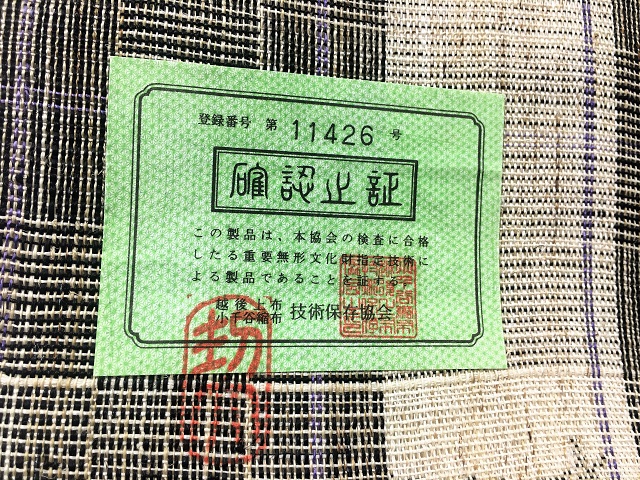 登録番号 第 11426 号
確認之証
この製品は、本協会の検査に合格
したる重要無形文化財指定技術に
よる製品であることを証する。
越後上布
小千谷縮布 技術保存協会
封